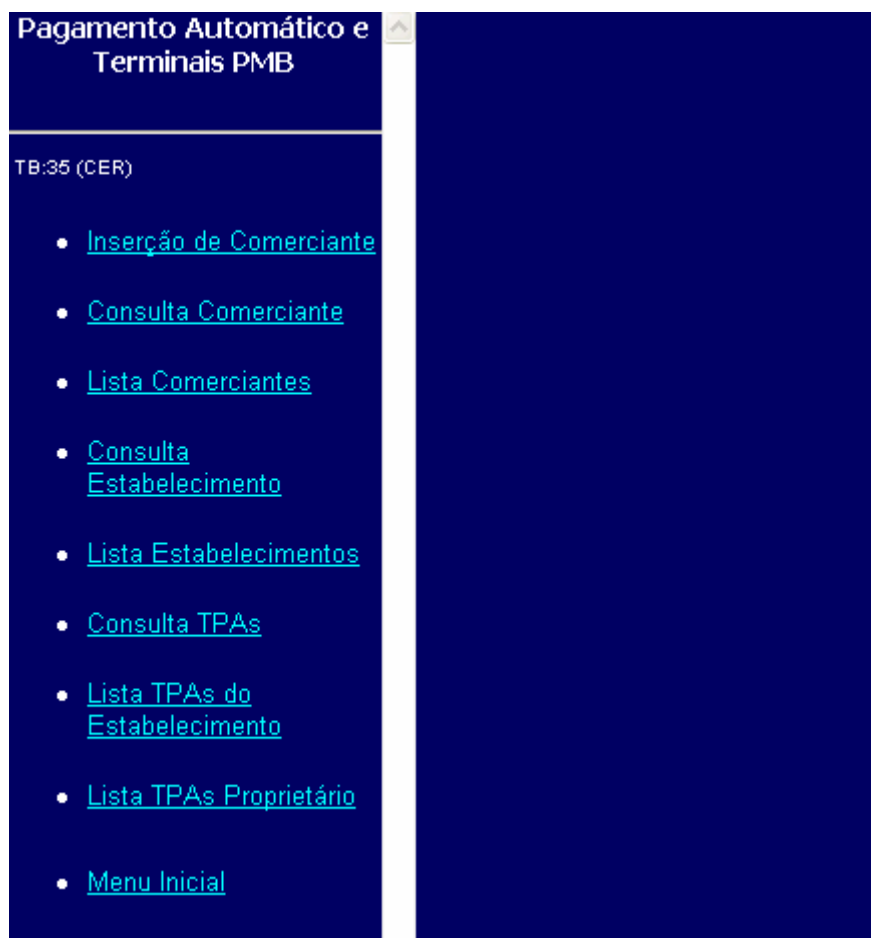 Pagamento Automático e
Terminais PMB
TB:35 (CER)
Inserção de Comerciante
Consulta Comerciante
Lista Comerciantes
Consulta
Estabelecimento
Lista Estabelecimentos
Consulta TPAs
Lista TPAs do
Estabelecimento
Lista TPAs Proprietário
Menu Inicial